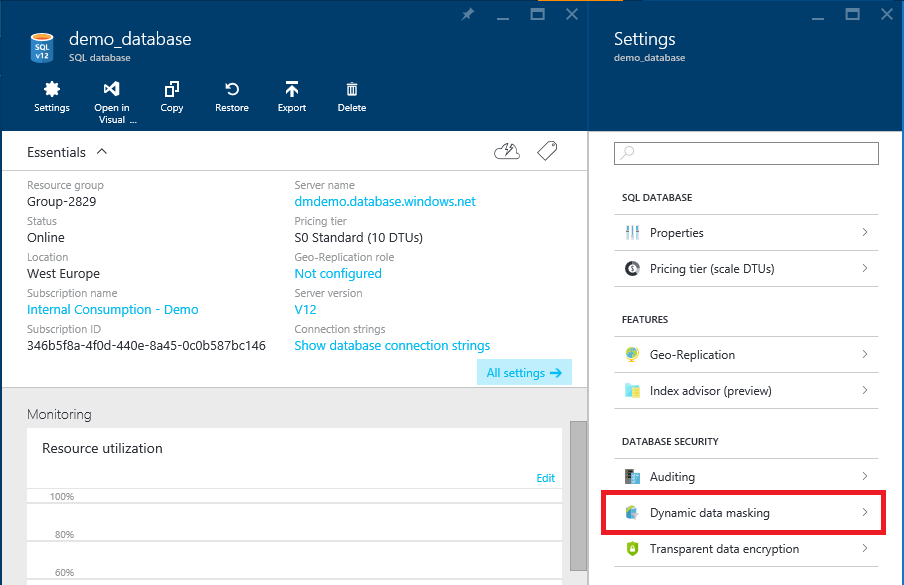 demo_database
SQL database
SQL
v12
Settings
Open in
Visual ...
Copy
Restore
Export
Delete
Essentials
Resource group
Group-2829
Status
Online
Location
West Europe
Subscription name
Internal Consumption - Demo
Subscription ID
346b5f8a-4f0d-440e-8a45-0c0b587bc146
Server name
dmdemo.database.windows.net
Pricing tier
S0 Standard (10 DTUs)
Geo-Replication role
Not configured
Server version
V12
Connection strings
Show database connection strings
All settings
Monitoring
Resource utilization
Edit
100%
80%
60%
Settings
demo_database
SQL DATABASE
Properties
Pricing tier (scale DTUs)
FEATURES
Geo-Replication
Index advisor (preview)
DATABASE SECURITY
Auditing
Dynamic data masking
Transparent data encryption